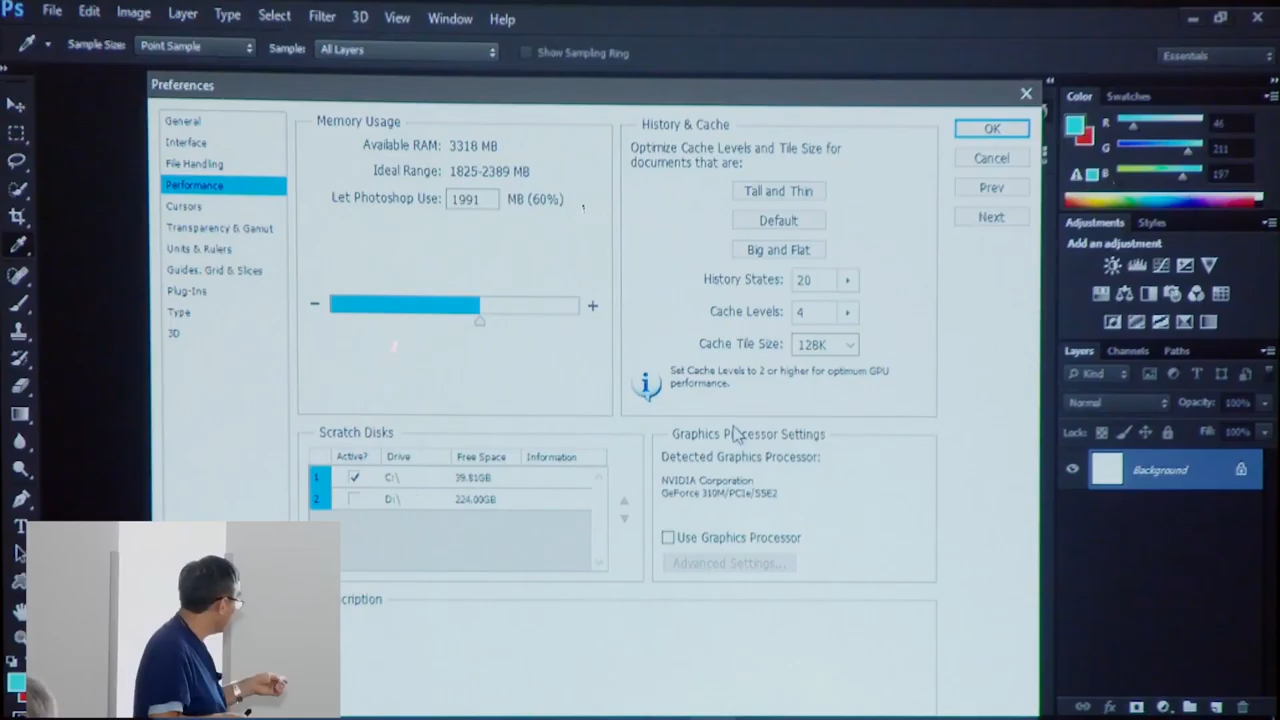 Ps File Edit Image Layer Type Select Filter 3D View Window Help
Sample Size: Point Sample Sample: All Layers Show Sampling Ring Essentials
Preferences
General
Interface
File Handling
Performance
Cursors
Transparency & Gamut
Units & Rulers
Guides, Grid & Slices
Plug-Ins
Type
3D
Memory Usage
Available RAM: 3318 MB
Ideal Range: 1825-2389 MB
Let Photoshop Use: 1991 MB (60%)
- +
History & Cache
Optimize Cache Levels and Tile Size for
documents that are:
Tall and Thin
Default
Big and Flat
History States: 20
Cache Levels: 4
Cache Tile Size: 128K
Set Cache Levels to 2 or higher for optimum GPU
performance.
OK
Cancel
Prev
Next
Scratch Disks
Active? Drive Free Space Information
1 C:\ 39.81GB
2 D:\ 224.00GB
Graphics Processor Settings
Detected Graphics Processor:
NVIDIA Corporation
GeForce 310M/PCIe/SSE2
Use Graphics Processor
Advanced Settings...
cription
Color Swatches
R 46
G 211
B 197
Adjustments Styles
Add an adjustment
Layers Channels Paths
Kind
Normal Opacity: 100%
Lock: Fill: 100%
Background